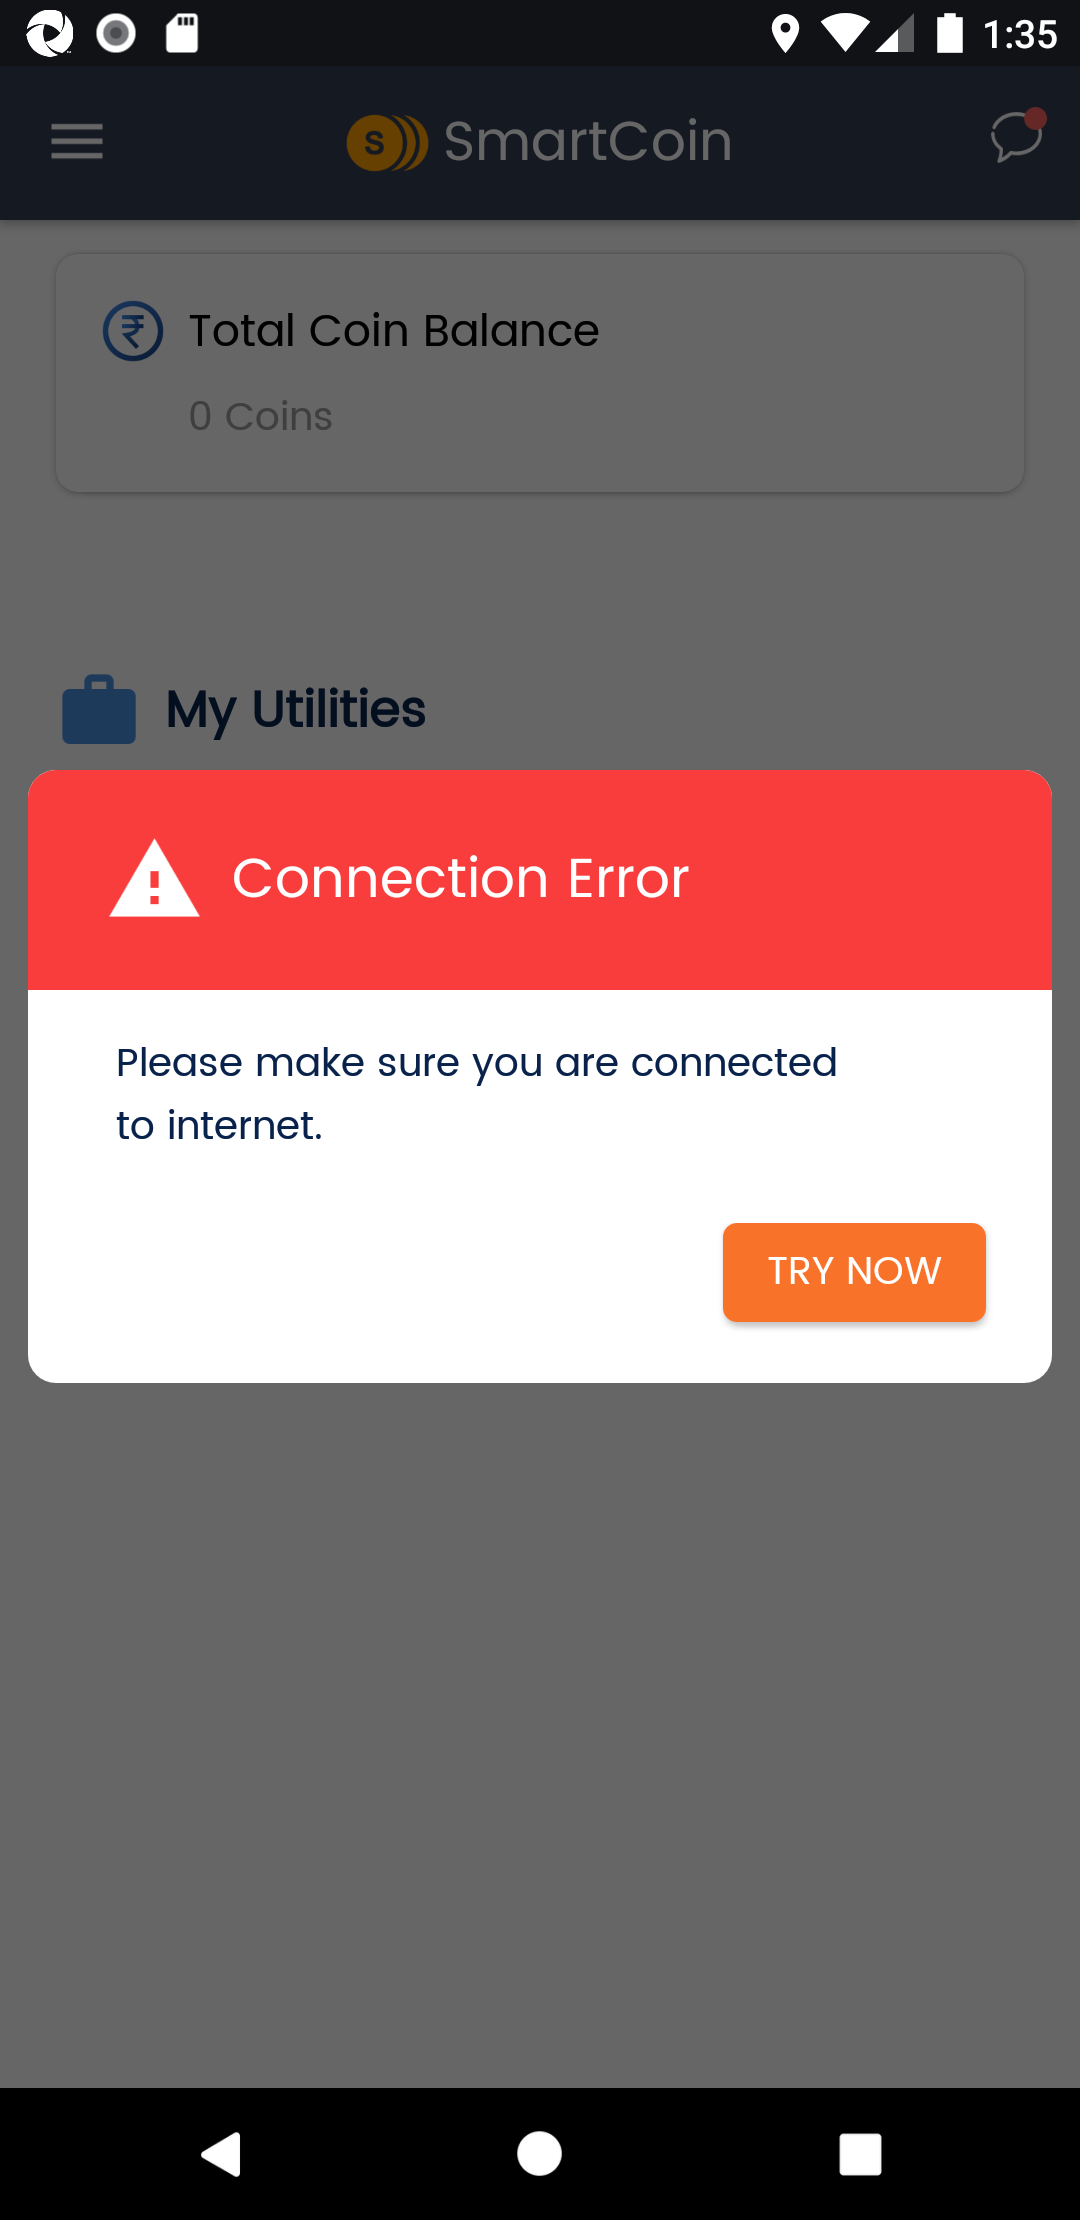 1:35
SmartCoin
Total Coin Balance
0 Coins
My Utilities
Connection Error
Please make sure you are connected
to internet.
TRY NOW